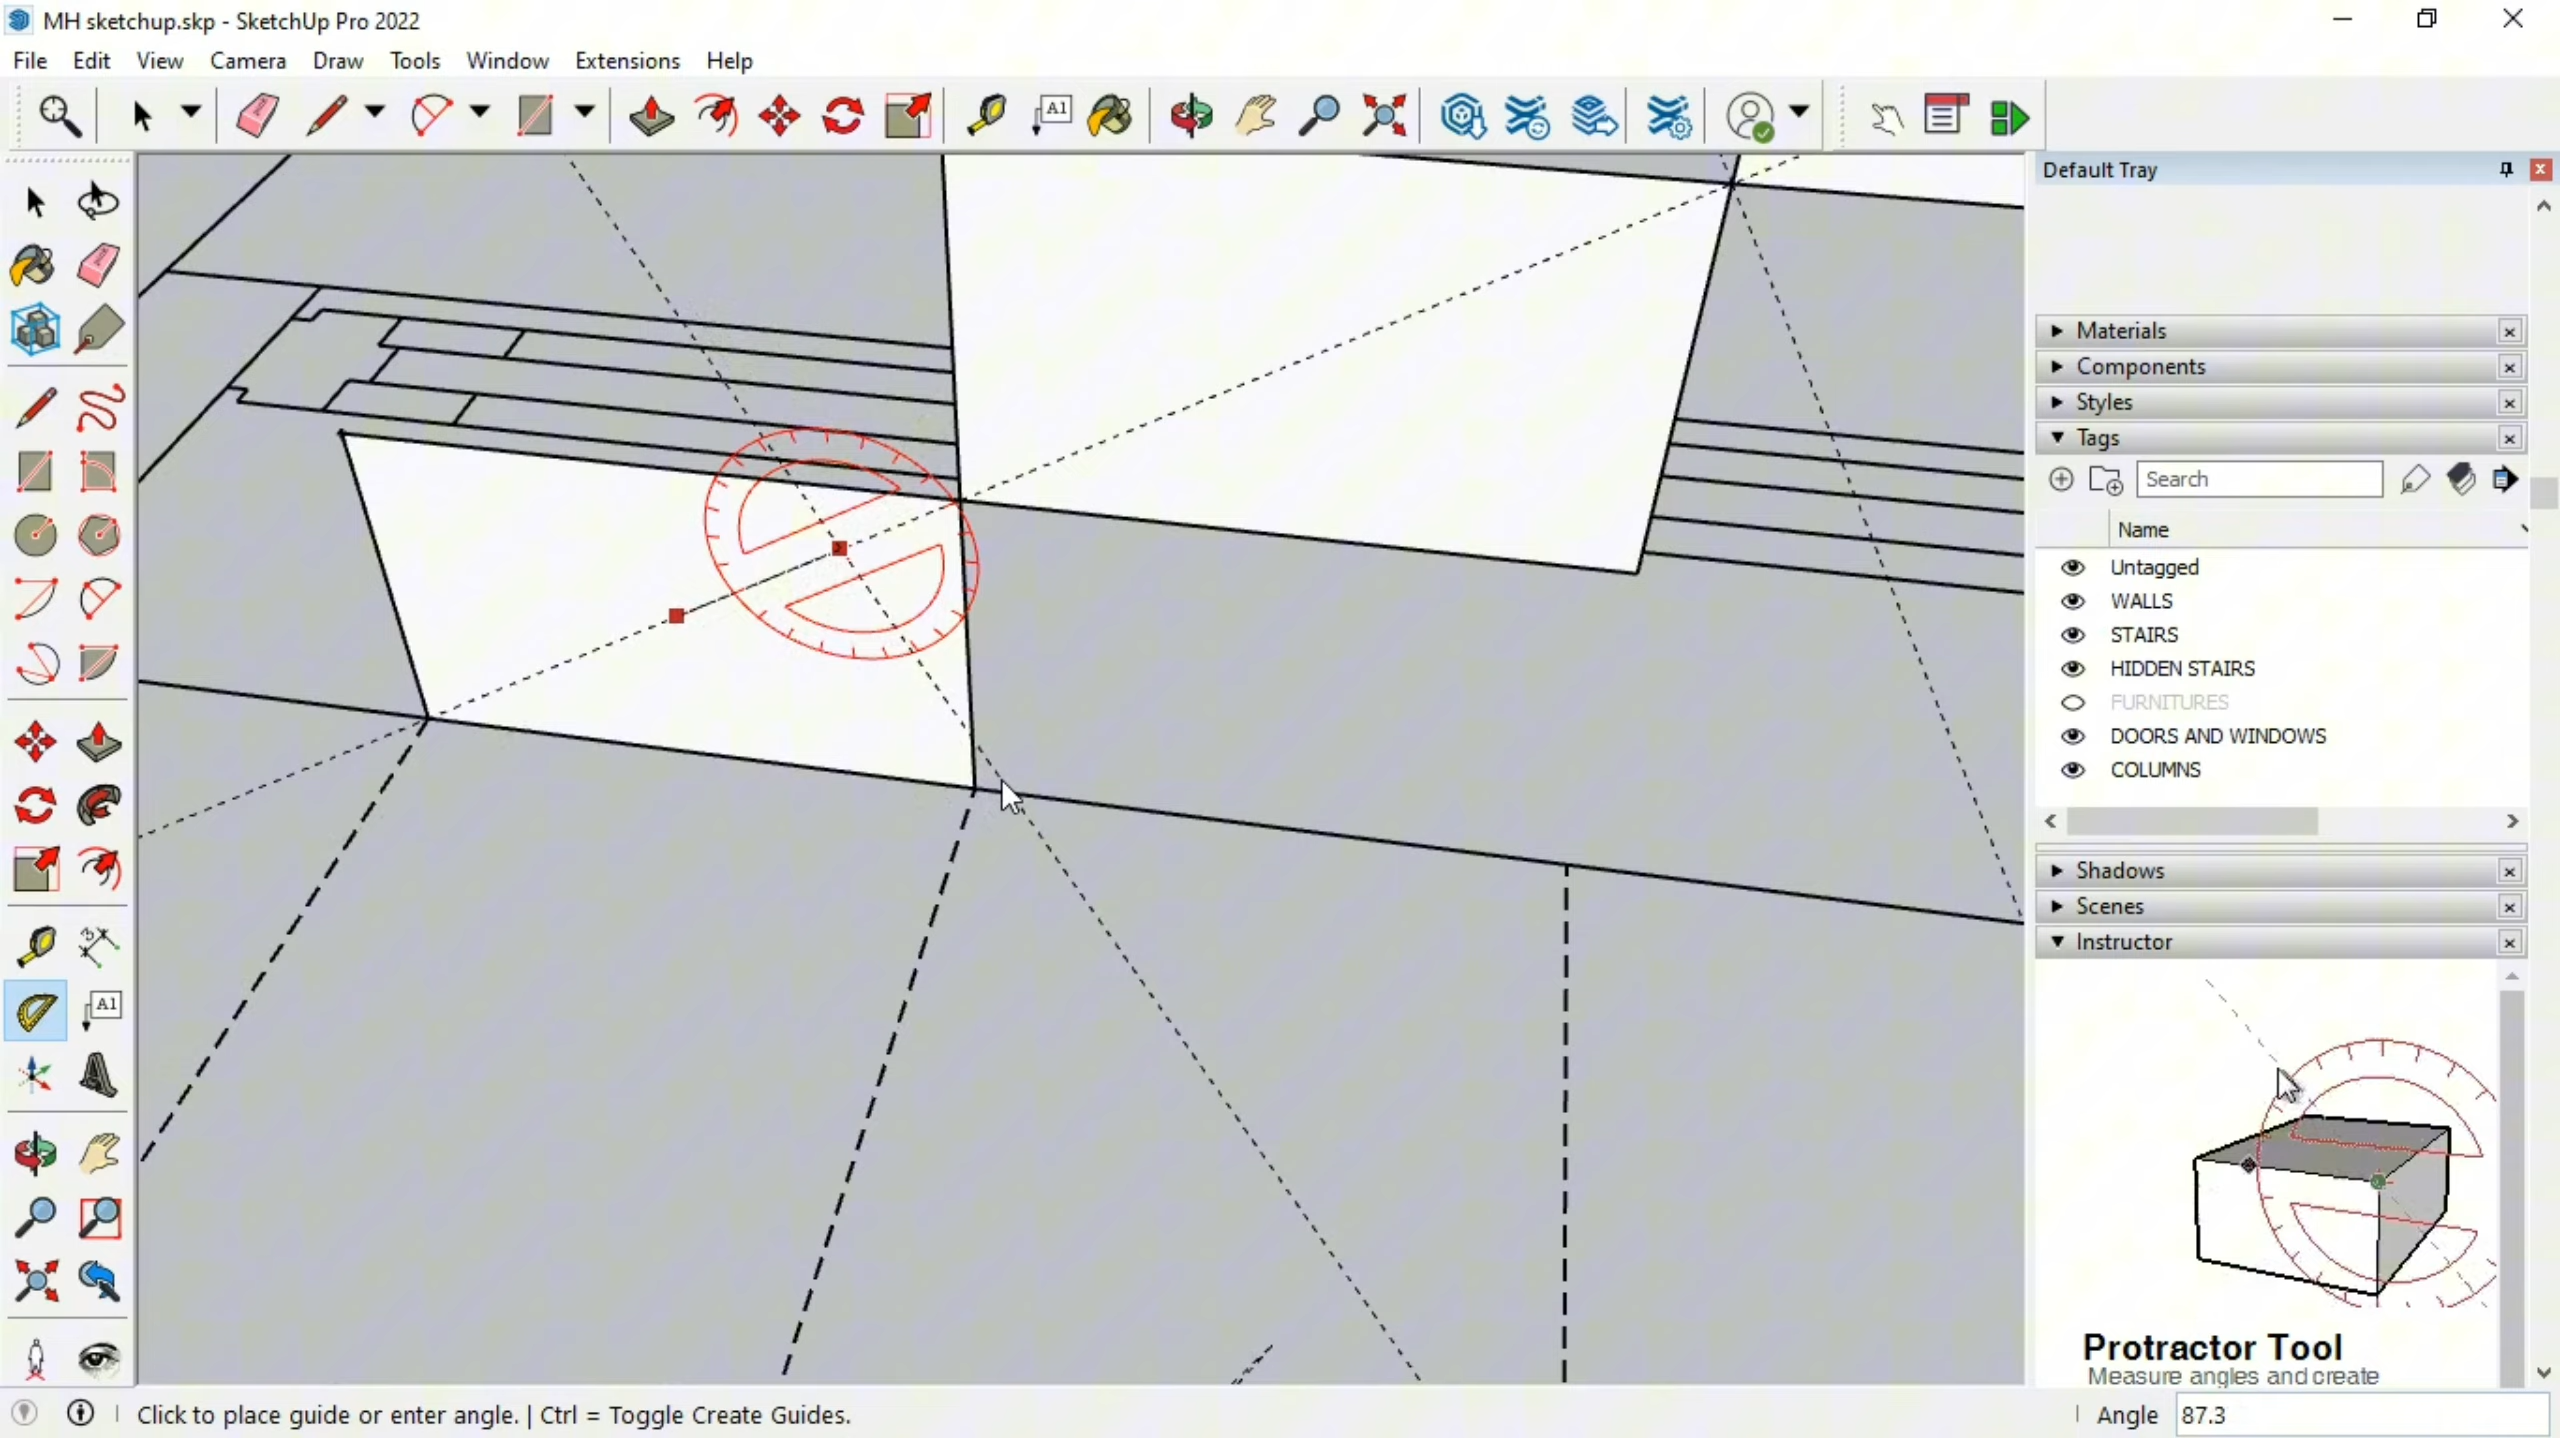 MH sketchup.skp - SketchUp Pro 2022
File Edit View Camera Draw Tools Window Extensions Help
A1
Default Tray
Materials
Components
Styles
Tags
Search
Name
Untagged
WALLS
STAIRS
HIDDEN STAIRS
FURNITURES
DOORS AND WINDOWS
COLUMNS
Shadows
Scenes
Instructor
A1
Protractor Tool
Measure angles and create
Click to place guide or enter angle. | Ctrl = Toggle Create Guides.
Angle 87.3